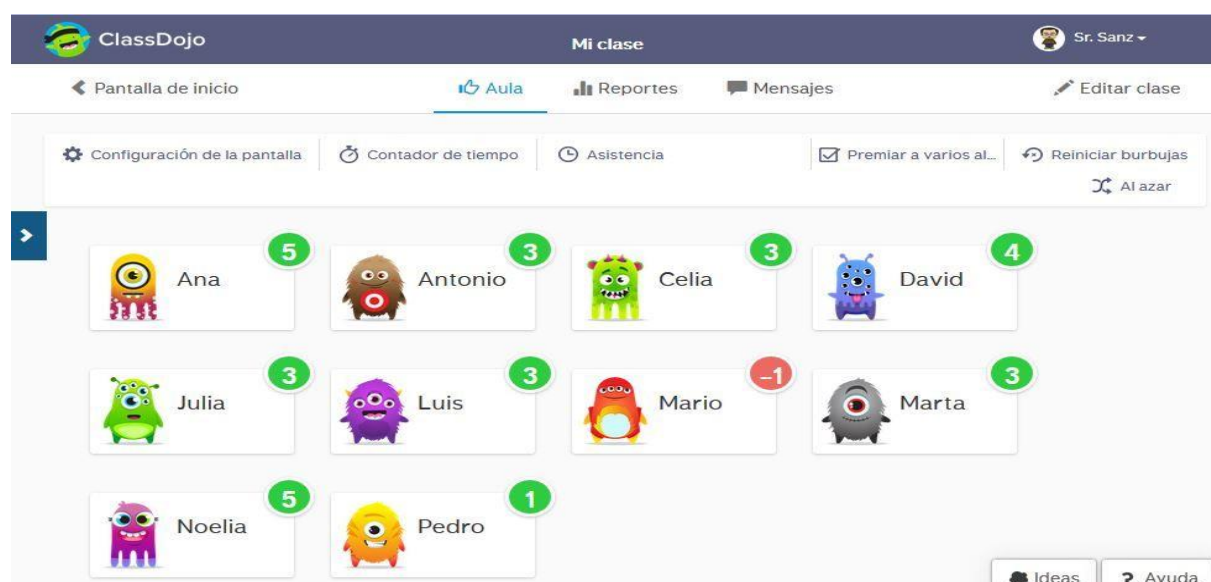 ClassDojo Mi clase Sr. Sanz
Pantalla de inicio Aula Reportes Mensajes Editar clase
Configuración de la pantalla Contador de tiempo Asistencia Premiar a varios al... Reiniciar burbujas
Al azar
5 3 3 4
Ana Antonio Celia David
3 3 -1 3
Julia Luis Mario Marta
5 1
Noelia Pedro
Ideas ? Ayuda